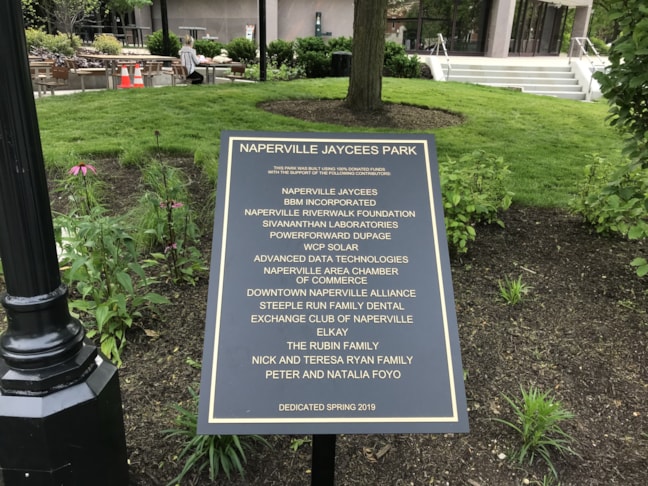 NAPERVILLE JAYCEES PARK
THIS PARK WAS BUILT USING 100% DONATED FUNDS
WITH THE SUPPORT OF THE FOLLOWING CONTRIBUTORS:
NAPERVILLE JAYCEES
BBM INCORPORATED
NAPERVILLE RIVERWALK FOUNDATION
SIVANANTHAN LABORATORIES
POWERFORWARD DUPAGE
WCP SOLAR
ADVANCED DATA TECHNOLOGIES
NAPERVILLE AREA CHAMBER
OF COMMERCE
DOWNTOWN NAPERVILLE ALLIANCE
STEEPLE RUN FAMILY DENTAL
EXCHANGE CLUB OF NAPERVILLE
ELKAY
THE RUBIN FAMILY
NICK AND TERESA RYAN FAMILY
PETER AND NATALIA FOYO
DEDICATED SPRING 2019